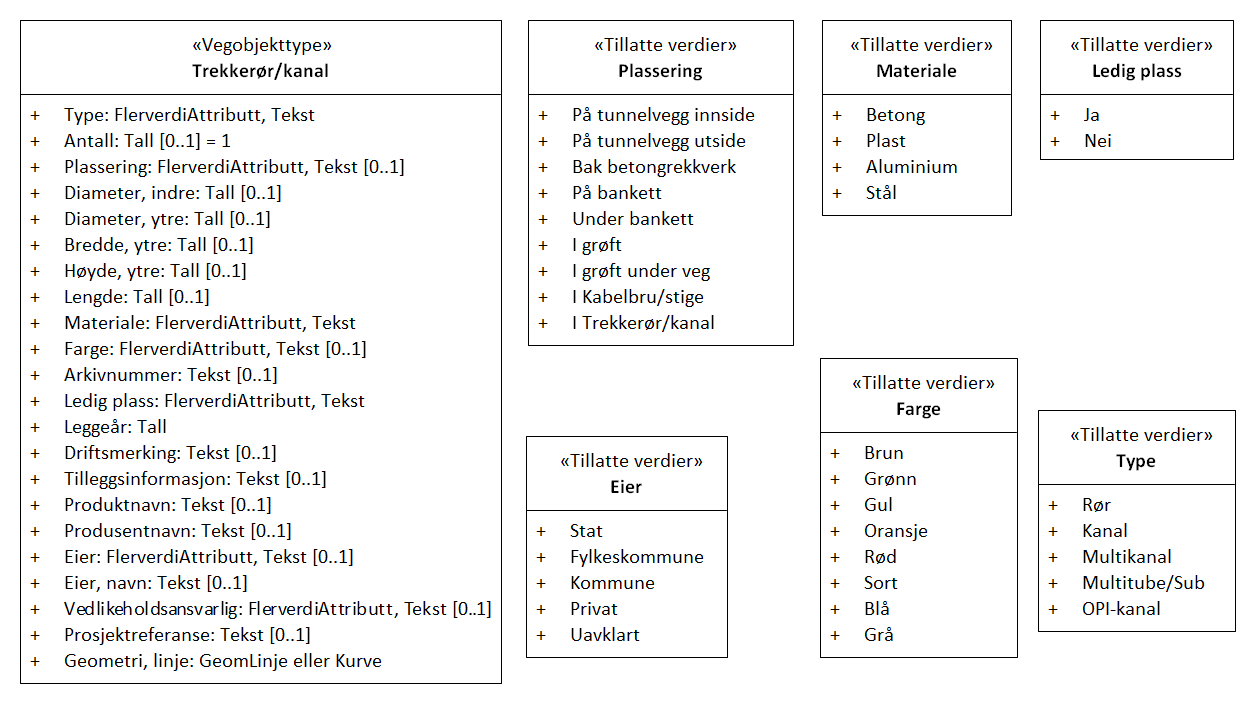 «Vegobjekttype»
Trekkerør/kanal
+ Type: FlerverdiAttributt, Tekst
+ Antall: Tall [0..1] = 1
+ Plassering: FlerverdiAttributt, Tekst [0..1]
+ Diameter, indre: Tall [0..1]
+ Diameter, ytre: Tall [0..1]
+ Bredde, ytre: Tall [0..1]
+ Høyde, ytre: Tall [0..1]
+ Lengde: Tall [0..1]
+ Materiale: FlerverdiAttributt, Tekst
+ Farge: FlerverdiAttributt, Tekst [0..1]
+ Arkivnummer: Tekst [0..1]
+ Ledig plass: FlerverdiAttributt, Tekst
+ Leggeår: Tall
+ Driftsmerking: Tekst [0..1]
+ Tilleggsinformasjon: Tekst [0..1]
+ Produktnavn: Tekst [0..1]
+ Produsentnavn: Tekst [0..1]
+ Eier: FlerverdiAttributt, Tekst [0..1]
+ Eier, navn: Tekst [0..1]
+ Vedlikeholdsansvarlig: FlerverdiAttributt, Tekst [0..1]
+ Prosjektreferanse: Tekst [0..1]
+ Geometri, linje: GeomLinje eller Kurve
«Tillatte verdier»
Plassering
+ På tunnelvegg innside
+ På tunnelvegg utside
+ Bak betongrekkverk
+ På bankett
+ Under bankett
+ I grøft
+ I grøft under veg
+ I Kabelbru/stige
+ I Trekkerør/kanal
«Tillatte verdier»
Materiale
+ Betong
+ Plast
+ Aluminium
+ Stål
«Tillatte verdier»
Ledig plass
+ Ja
+ Nei
«Tillatte verdier»
Eier
+ Stat
+ Fylkeskommune
+ Kommune
+ Privat
+ Uavklart
«Tillatte verdier»
Farge
+ Brun
+ Grønn
+ Gul
+ Oransje
+ Rød
+ Sort
+ Blå
+ Grå
«Tillatte verdier»
Type
+ Rør
+ Kanal
+ Multikanal
+ Multitube/Sub
+ OPI-kanal